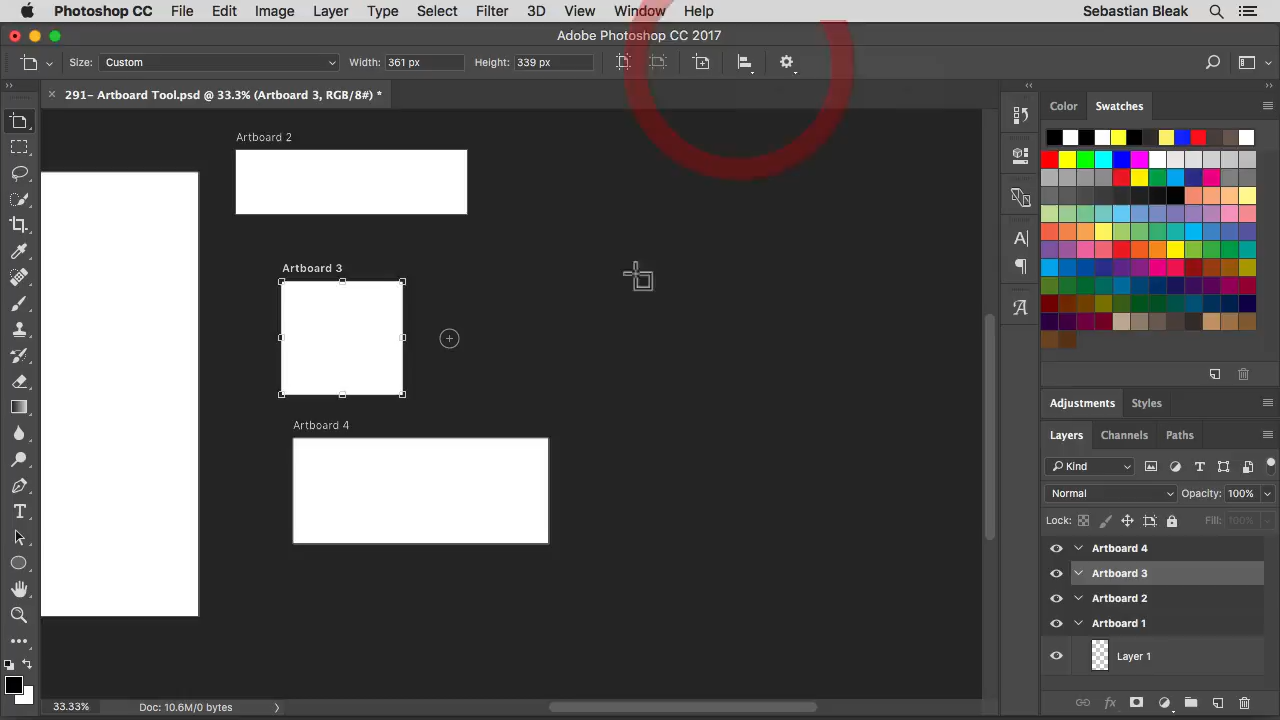 Photoshop CC File Edit Image Layer Type Select Filter 3D View Window Help Sebastian Bleak
Adobe Photoshop CC 2017
Size: Custom Width: 361 px Height: 339 px
291- Artboard Tool.psd @ 33.3% (Artboard 3, RGB/8#) *
Color Swatches
Artboard 2
Artboard 3
Artboard 4
Adjustments Styles
Layers Channels Paths
Kind
Normal Opacity: 100%
Lock: Fill: 100%
Artboard 4
Artboard 3
Artboard 2
Artboard 1
Layer 1
33.33% Doc: 10.6M/0 bytes